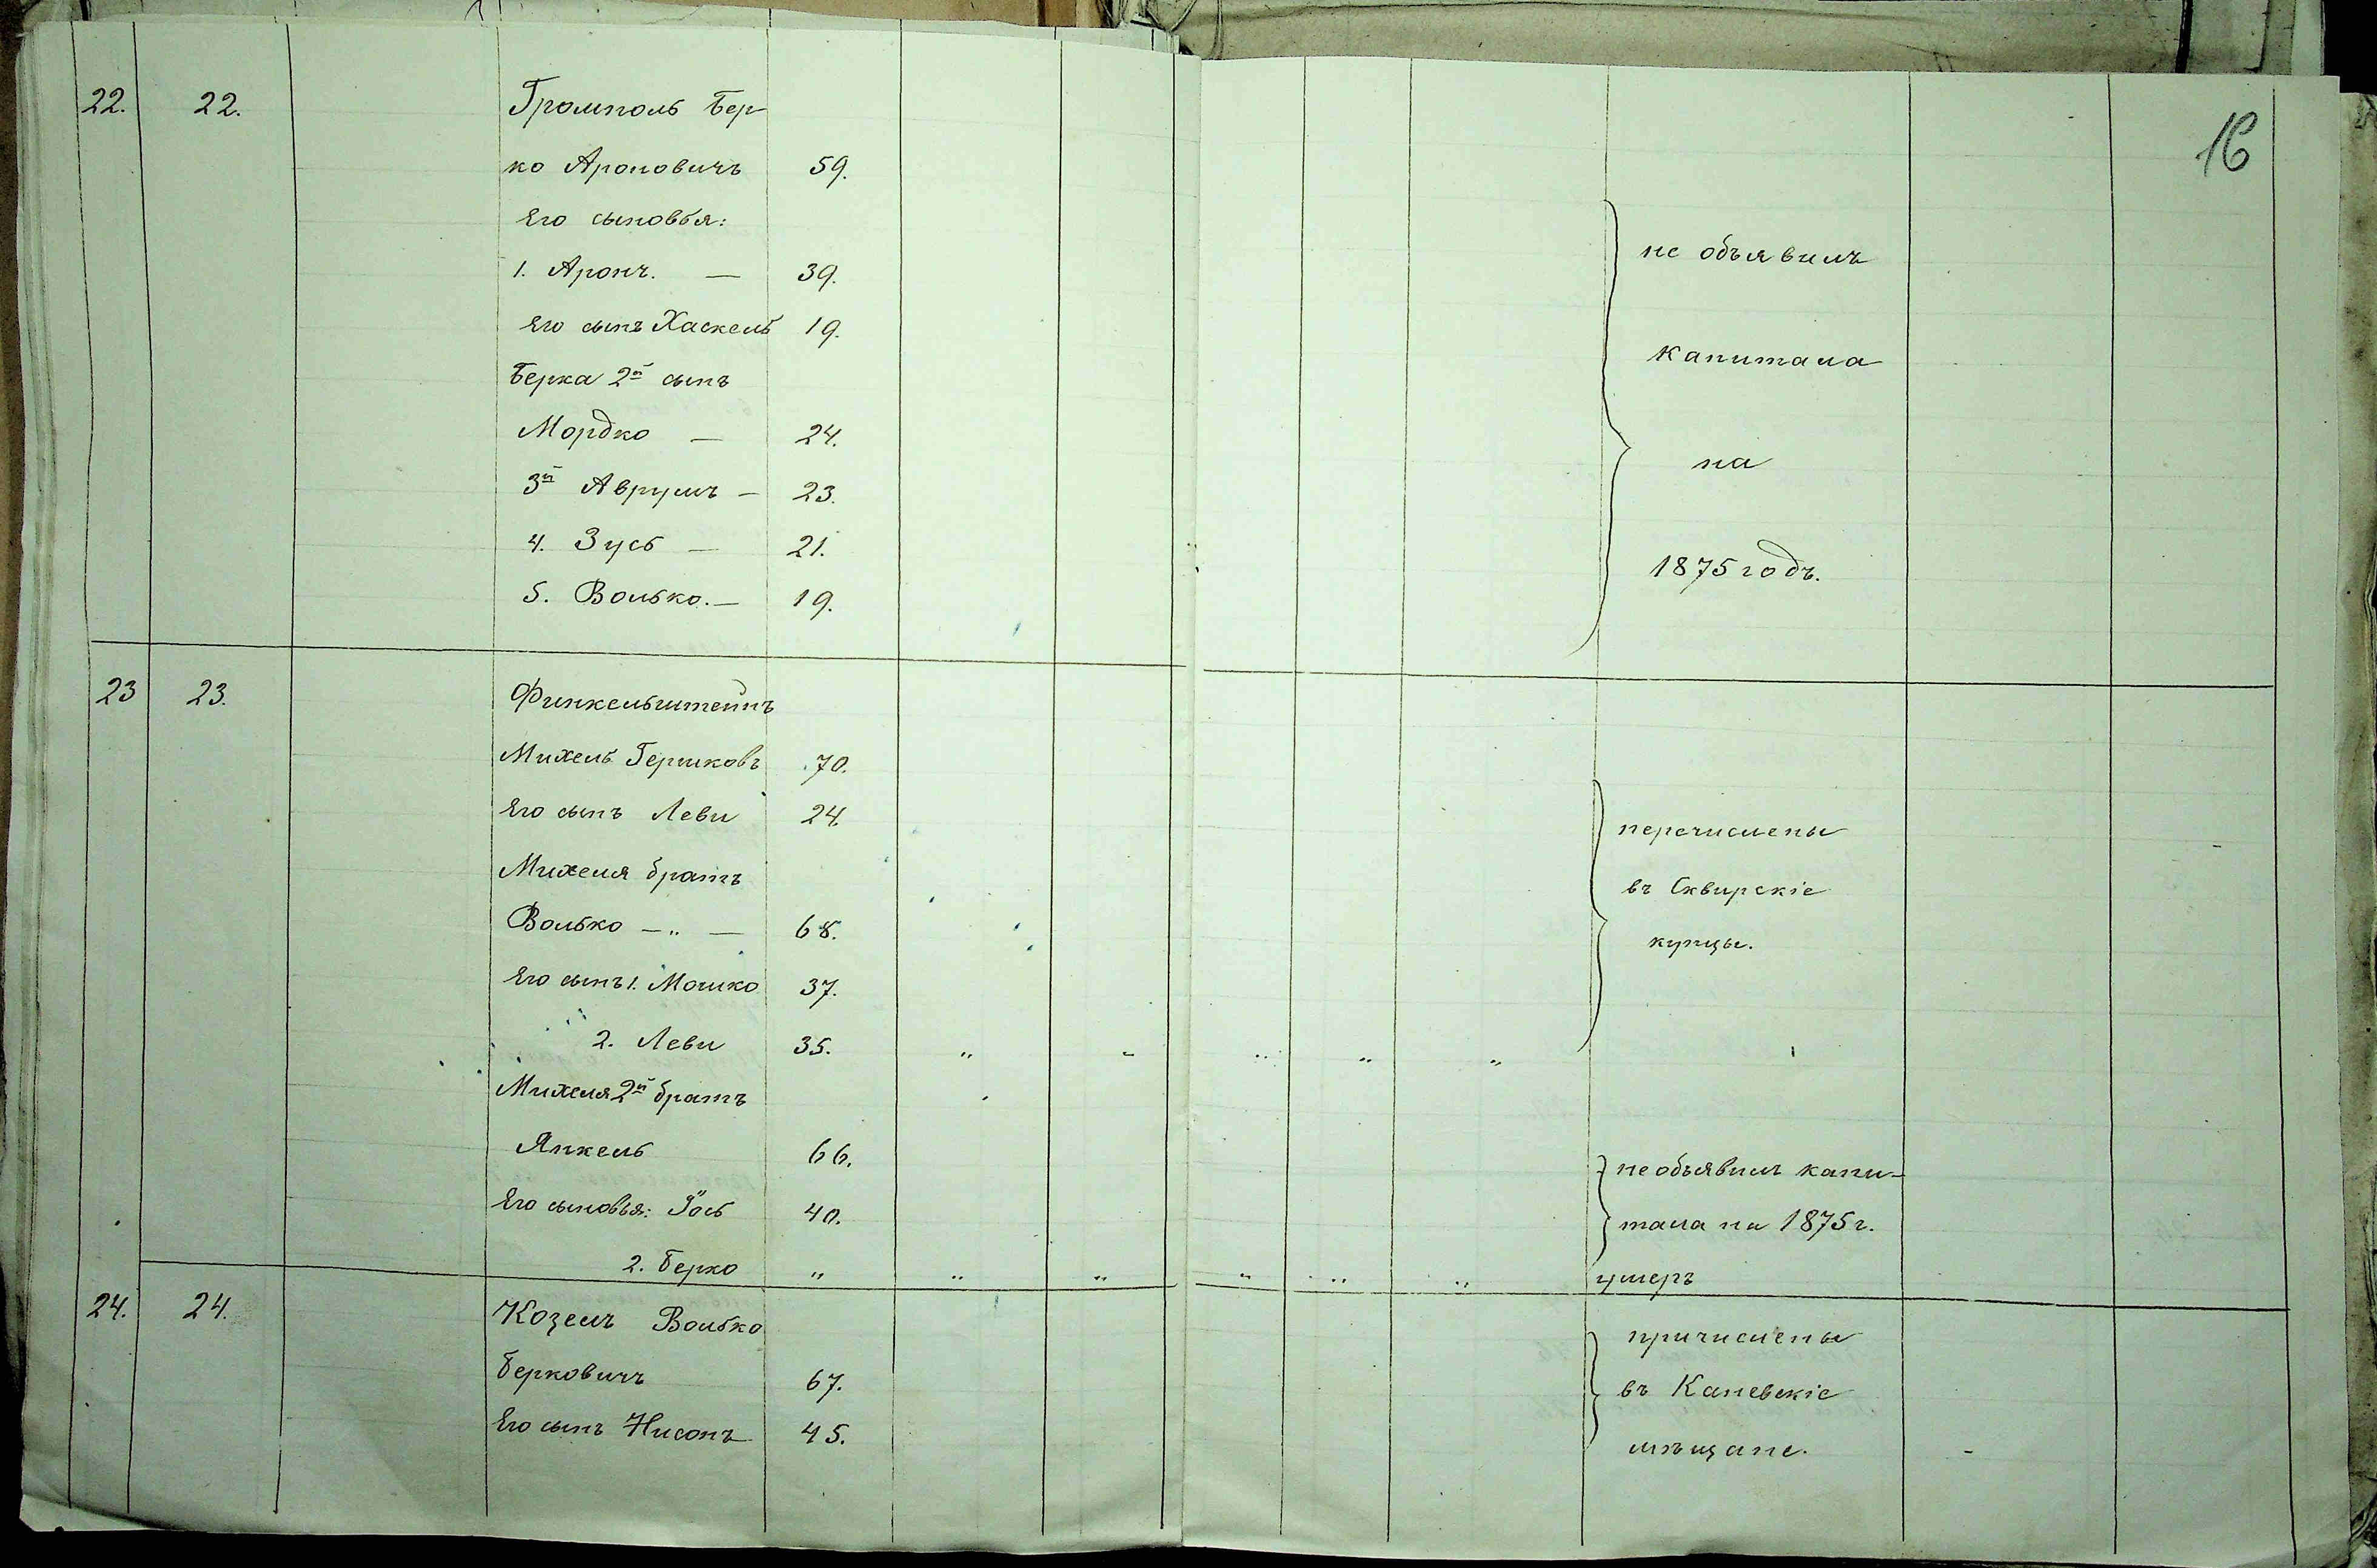 16
22. 22. Громполь Бер-
ко Ароновичъ 59.
Его сыновья:
1. Аронъ. — 39.
Его сынъ Хаскель 19.
Берка 2й сынъ
Мордко — 24.
3й Аврумъ — 23.
4. Зусь — 21.
5. Волько. — 19.
не объявилъ
капитала
на
1875 годъ.
23 23. Финкельштейнъ
Михель Гершковъ 70.
Его сынъ Леви 24.
Михеля братъ
Волько — „ — 68.
Его сынъ 1. Мошко 37.
2. Леви 35. „ „ „ „ „
перечислены
въ Сквирскіе
купцы.
Михеля 2й братъ
Янкель 66.
Его сыновья: Іось 40.
2. Берко „ „ „ „ „ „ умеръ
не объявилъ капи-
тала на 1875 г.
24. 24. Козелъ Волько
Берковичъ 67.
Его сынъ Нисонъ 45.
причислены
въ Каневскіе
мѣщане.